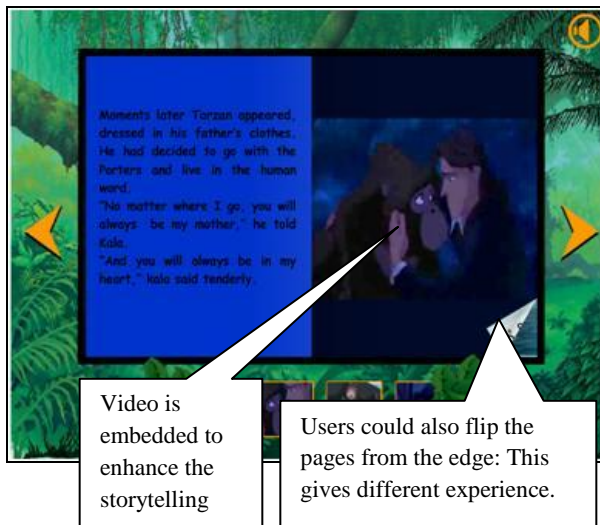 Moments later Tarzan appeared,
dressed in his father's clothes.
He had decided to go with the
Porters and live in the human
word.
"No matter where I go, you will
always be my mother," he told
Kala.
"And you will always be in my
heart," kala said tenderly.
Video is
embedded to
enhance the
storytelling
Users could also flip the
pages from the edge: This
gives different experience.